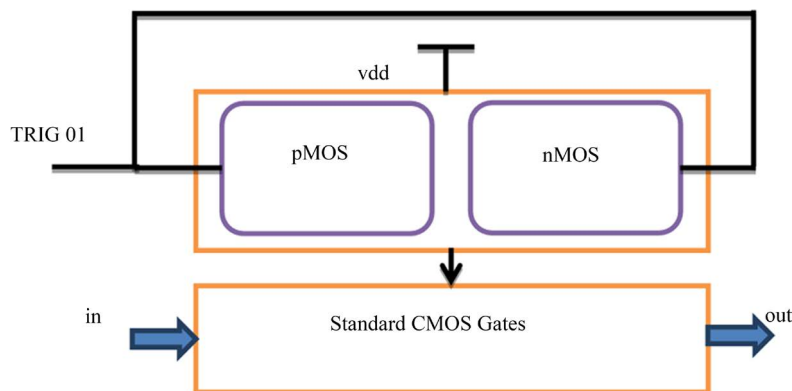 vdd
TRIG 01
pMOS
nMOS
in
Standard CMOS Gates
out